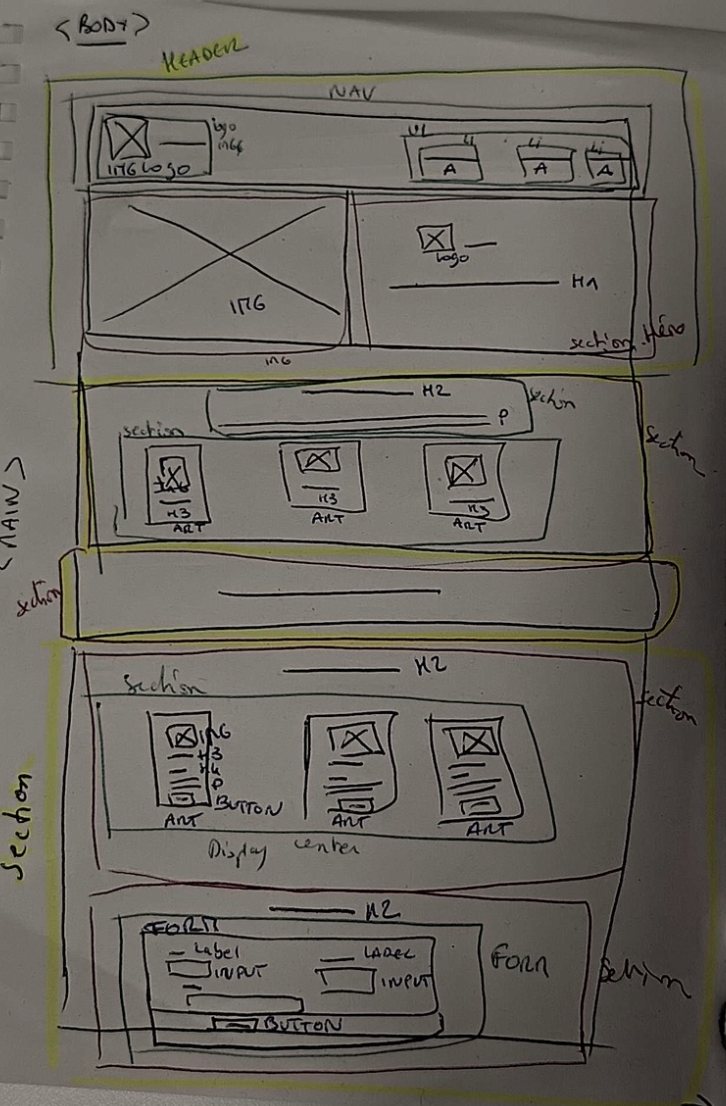 <BODY>
HEADER
NAV
logo
IMG
IMG LOGO
Ul
Li Li Li
A A A
logo
H1
IMG
section Héro
IMG
H2
section
P
section
section
IMG
H3 H3 H3
ART ART ART
<MAIN>
section
H2
section
section
IMG
H3
H4
P
BUTTON
ART ART ART
Display center
section
H2
FORM
Label LABEL
INPUT INPUT
FORM
section
BUTTON